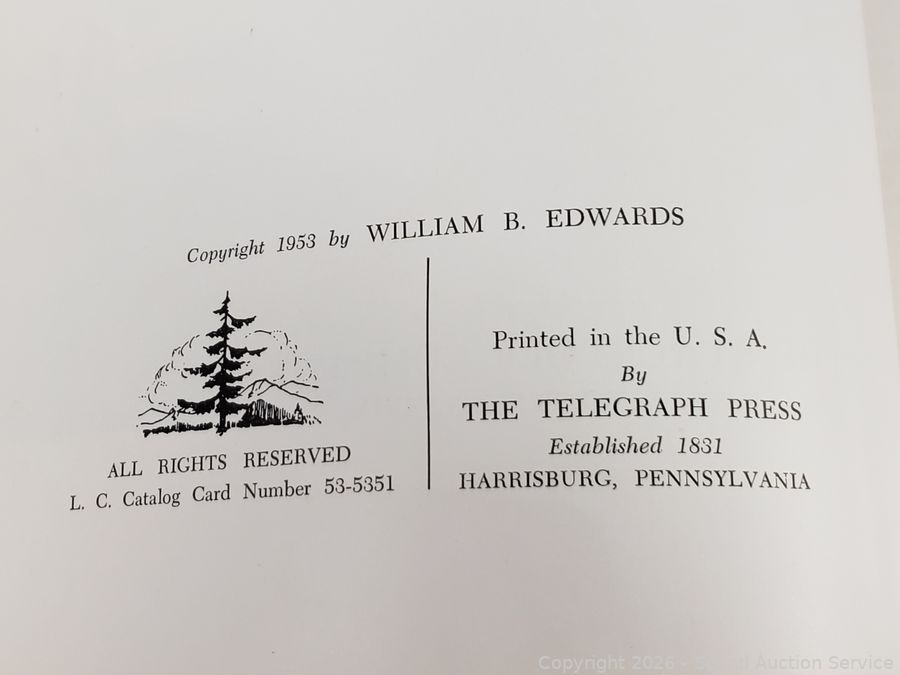 Copyright 1953 by WILLIAM B. EDWARDS
ALL RIGHTS RESERVED
L. C. Catalog Card Number 53-5351
Printed in the U. S. A.
By
THE TELEGRAPH PRESS
Established 1831
HARRISBURG, PENNSYLVANIA
Copyright 2026 - Auction Service